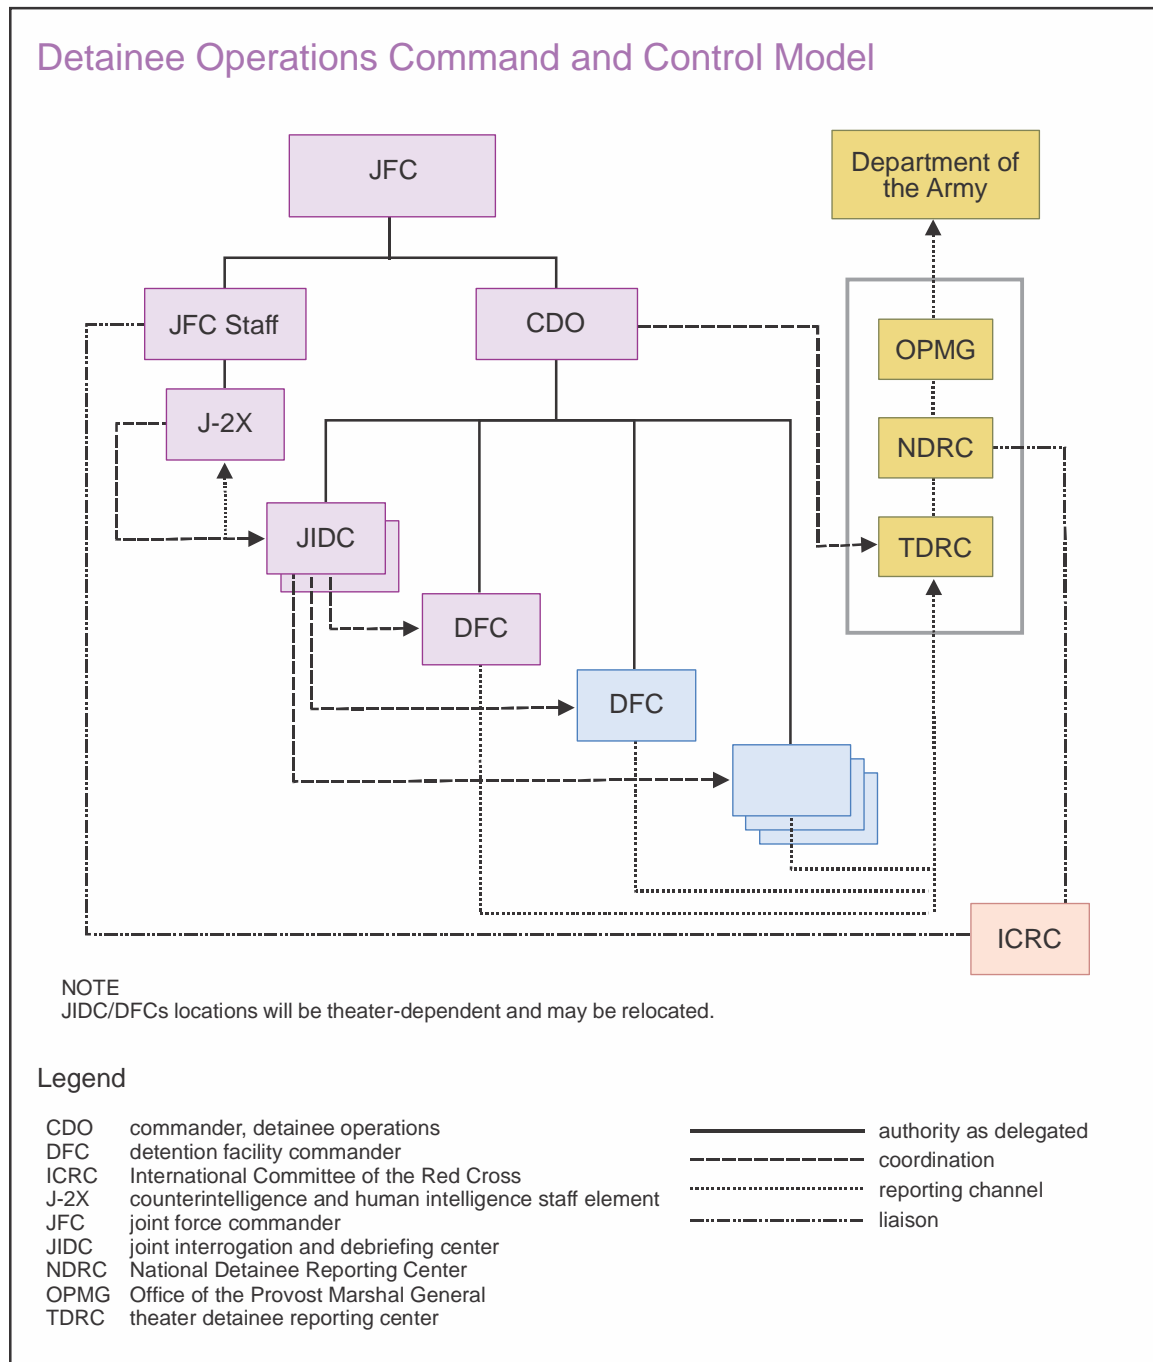 Detainee Operations Command and Control Model
JFC
Department of
the Army
JFC Staff
CDO
OPMG
J-2X
NDRC
JIDC
TDRC
DFC
DFC
ICRC
NOTE
JIDC/DFCs locations will be theater-dependent and may be relocated.
Legend
CDO commander, detainee operations
DFC detention facility commander
ICRC International Committee of the Red Cross
J-2X counterintelligence and human intelligence staff element
JFC joint force commander
JIDC joint interrogation and debriefing center
NDRC National Detainee Reporting Center
OPMG Office of the Provost Marshal General
TDRC theater detainee reporting center
authority as delegated
coordination
reporting channel
liaison